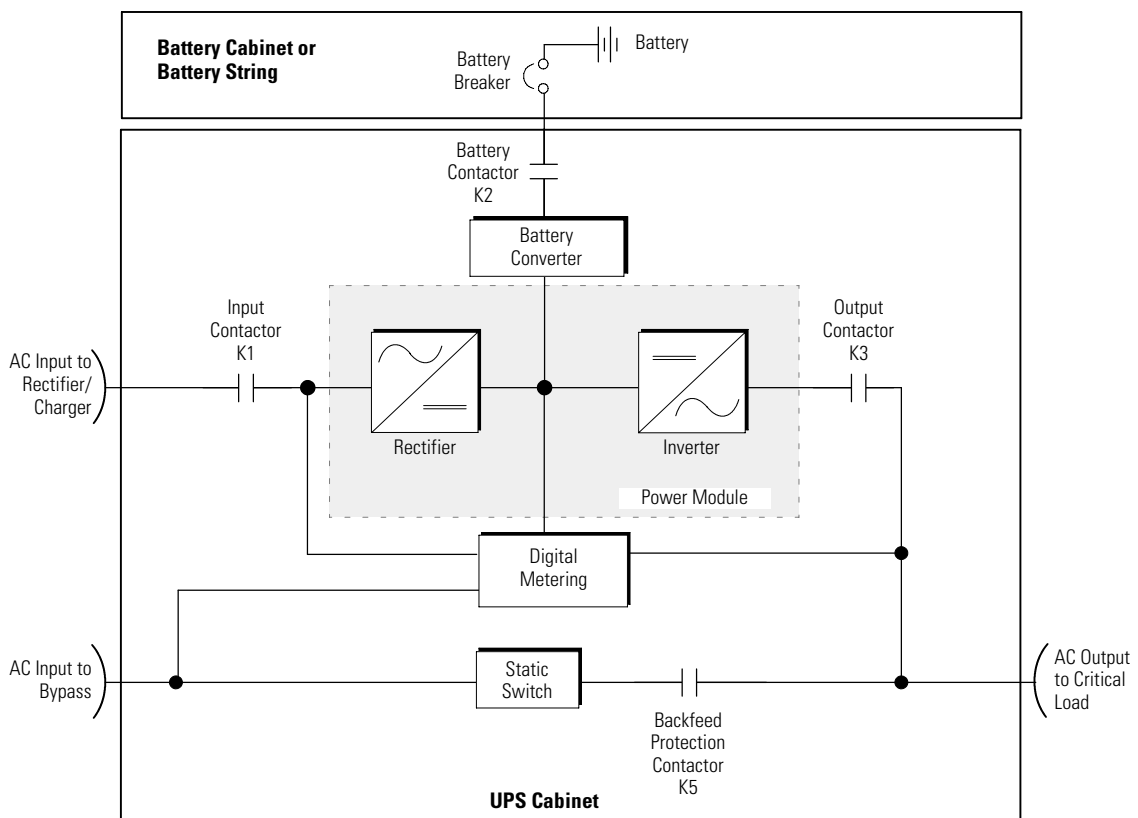 Battery Cabinet or
Battery String
Battery
Breaker
Battery
Battery
Contactor
K2
Battery
Converter
Input
Contactor
K1
Output
Contactor
K3
AC Input to
Rectifier/
Charger
Rectifier
Inverter
Power Module
Digital
Metering
AC Input to
Bypass
Static
Switch
Backfeed
Protection
Contactor
K5
AC Output
to Critical
Load
UPS Cabinet